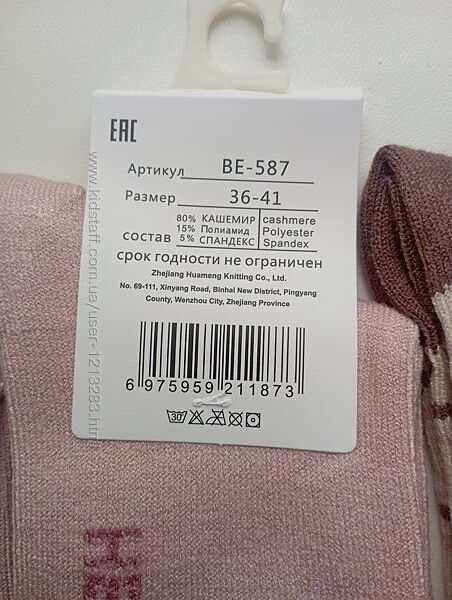 EAC
Артикул BE-587
Размер 36-41
состав
80% КАШЕМИР cashmere
15% Полиамид Polyester
5% СПАНДЕКС Spandex
срок годности не ограничен
Zhejiang Huameng Knitting Co., Ltd.
No. 69-111, Xinyang Road, Binhai New District, Pingyang
County, Wenzhou City, Zhejiang Province
6 975959 211873
30
www.kidstaff.com.ua/user-1213283.html